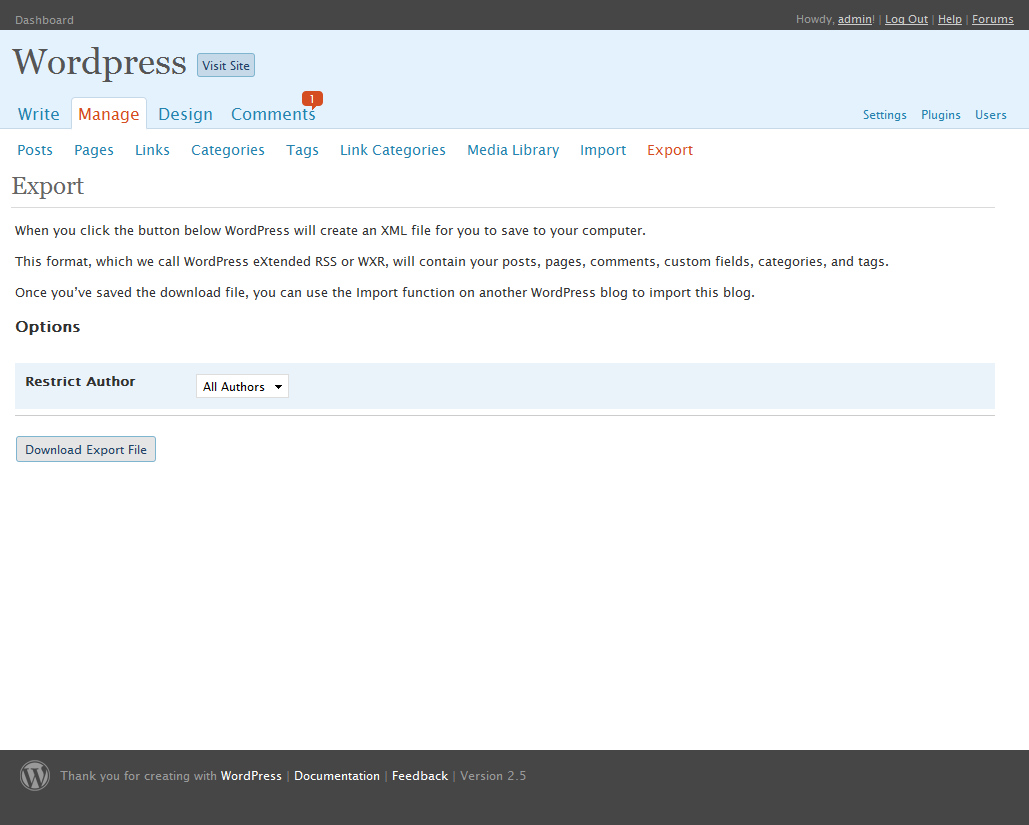 Dashboard
Howdy, admin! | Log Out | Help | Forums
Wordpress Visit Site
1
Write Manage Design Comments
Settings Plugins Users
Posts Pages Links Categories Tags Link Categories Media Library Import Export
Export
When you click the button below WordPress will create an XML file for you to save to your computer.
This format, which we call WordPress eXtended RSS or WXR, will contain your posts, pages, comments, custom fields, categories, and tags.
Once you’ve saved the download file, you can use the Import function on another WordPress blog to import this blog.
Options
Restrict Author All Authors
Download Export File
Thank you for creating with WordPress | Documentation | Feedback | Version 2.5